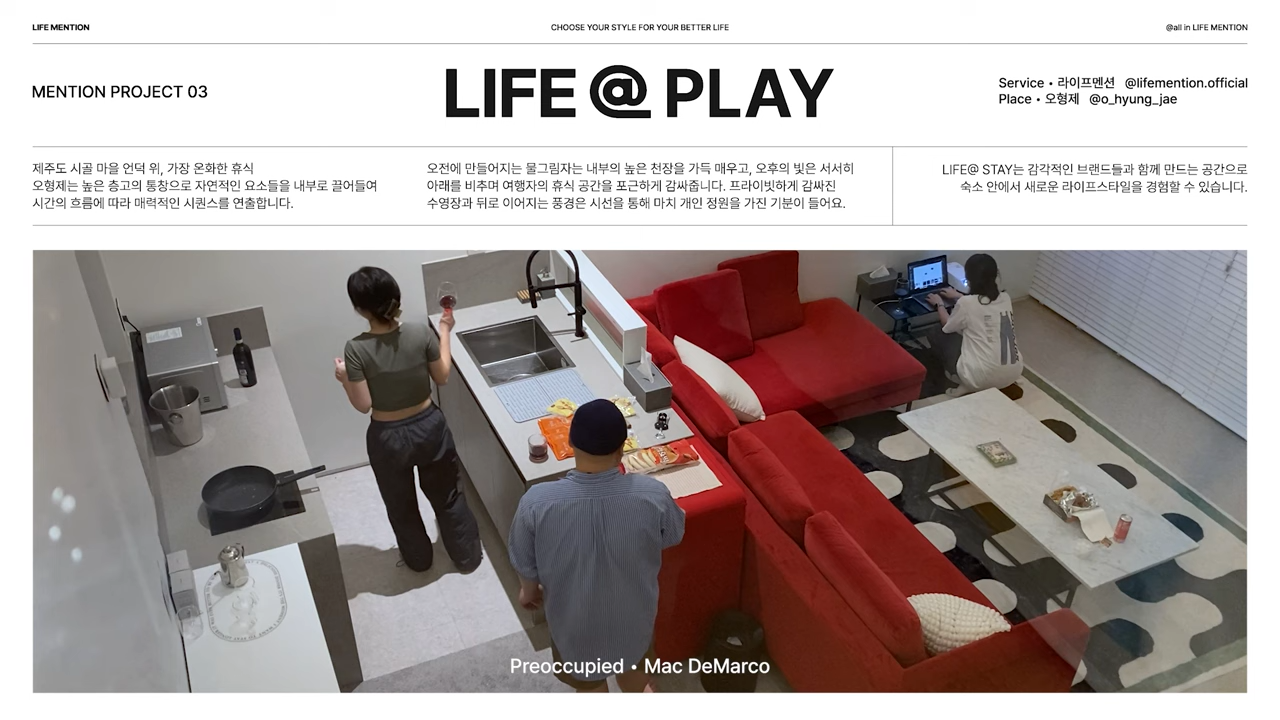 LIFE MENTION
CHOOSE YOUR STYLE FOR YOUR BETTER LIFE
@all in LIFE MENTION
MENTION PROJECT 03
LIFE @ PLAY
Service • 라이프멘션 @lifemention.official
Place • 오형제 @o_hyung_jae
제주도 시골 마을 언덕 위, 가장 온화한 휴식
오형제는 높은 층고의 통창으로 자연적인 요소들을 내부로 끌어들여
시간의 흐름에 따라 매력적인 시퀀스를 연출합니다.
오전에 만들어지는 물그림자는 내부의 높은 천장을 가득 매우고, 오후의 빛은 서서히
아래를 비추며 여행자의 휴식 공간을 포근하게 감싸줍니다. 프라이빗하게 감싸진
수영장과 뒤로 이어지는 풍경은 시선을 통해 마치 개인 정원을 가진 기분이 들어요.
LIFE@ STAY는 감각적인 브랜드들과 함께 만드는 공간으로
숙소 안에서 새로운 라이프스타일을 경험할 수 있습니다.
Preoccupied • Mac DeMarco